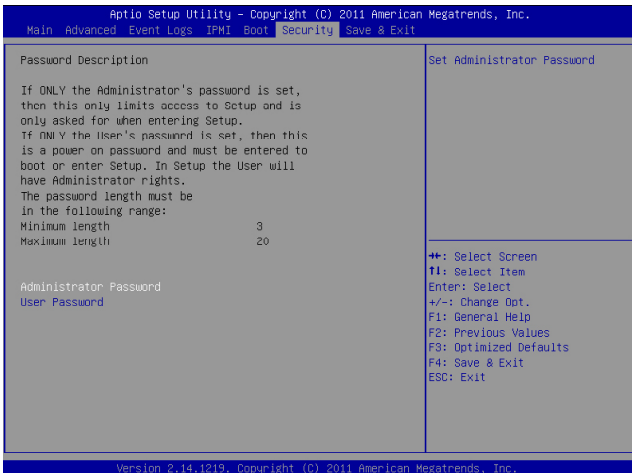 Aptio Setup Utility – Copyright (C) 2011 American Megatrends, Inc.
Main Advanced Event Logs IPMI Boot Security Save & Exit
Password Description
If ONLY the Administrator's password is set,
then this only limits access to Setup and is
only asked for when entering Setup.
If ONLY the User's password is set, then this
is a power on password and must be entered to
boot or enter Setup. In Setup the User will
have Administrator rights.
The password length must be
in the following range:
Minimum length 3
Maximum length 20
Administrator Password
User Password
Set Administrator Password
→←: Select Screen
↑↓: Select Item
Enter: Select
+/-: Change Opt.
F1: General Help
F2: Previous Values
F3: Optimized Defaults
F4: Save & Exit
ESC: Exit
Version 2.14.1219. Copyright (C) 2011 American Megatrends, Inc.